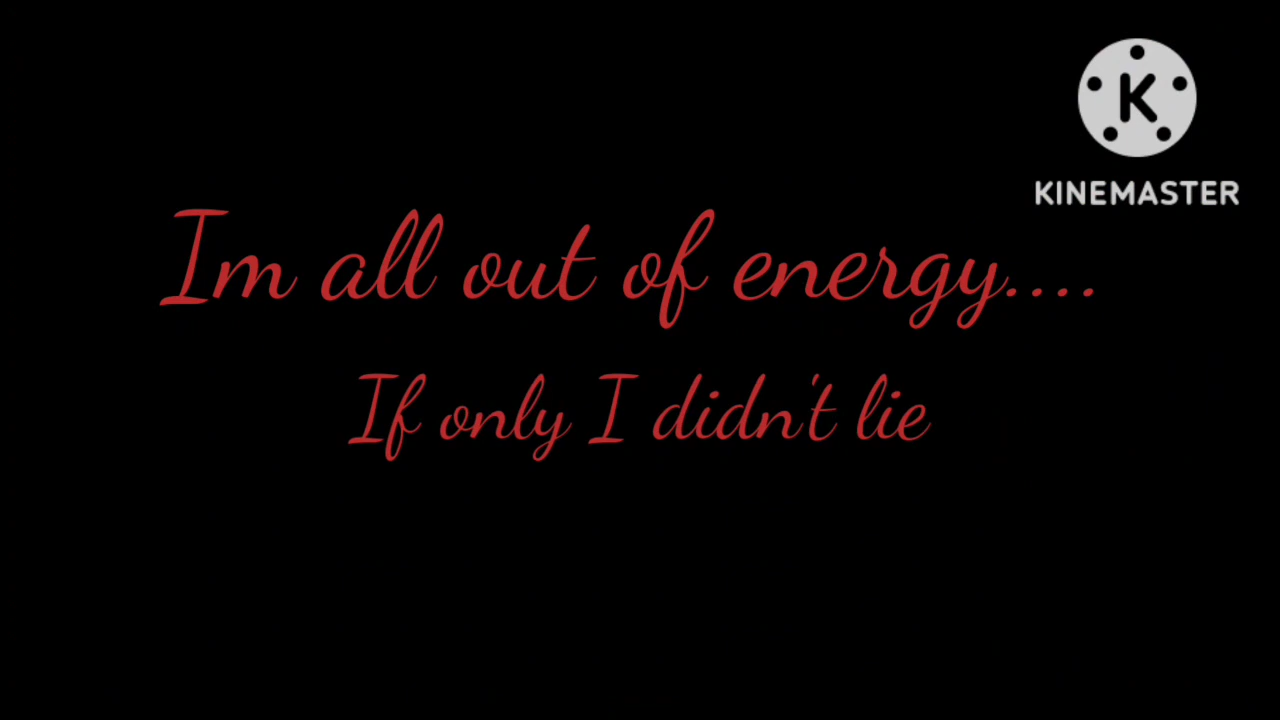 K
KINEMASTER
Im all out of energy....
If only I didn't lie